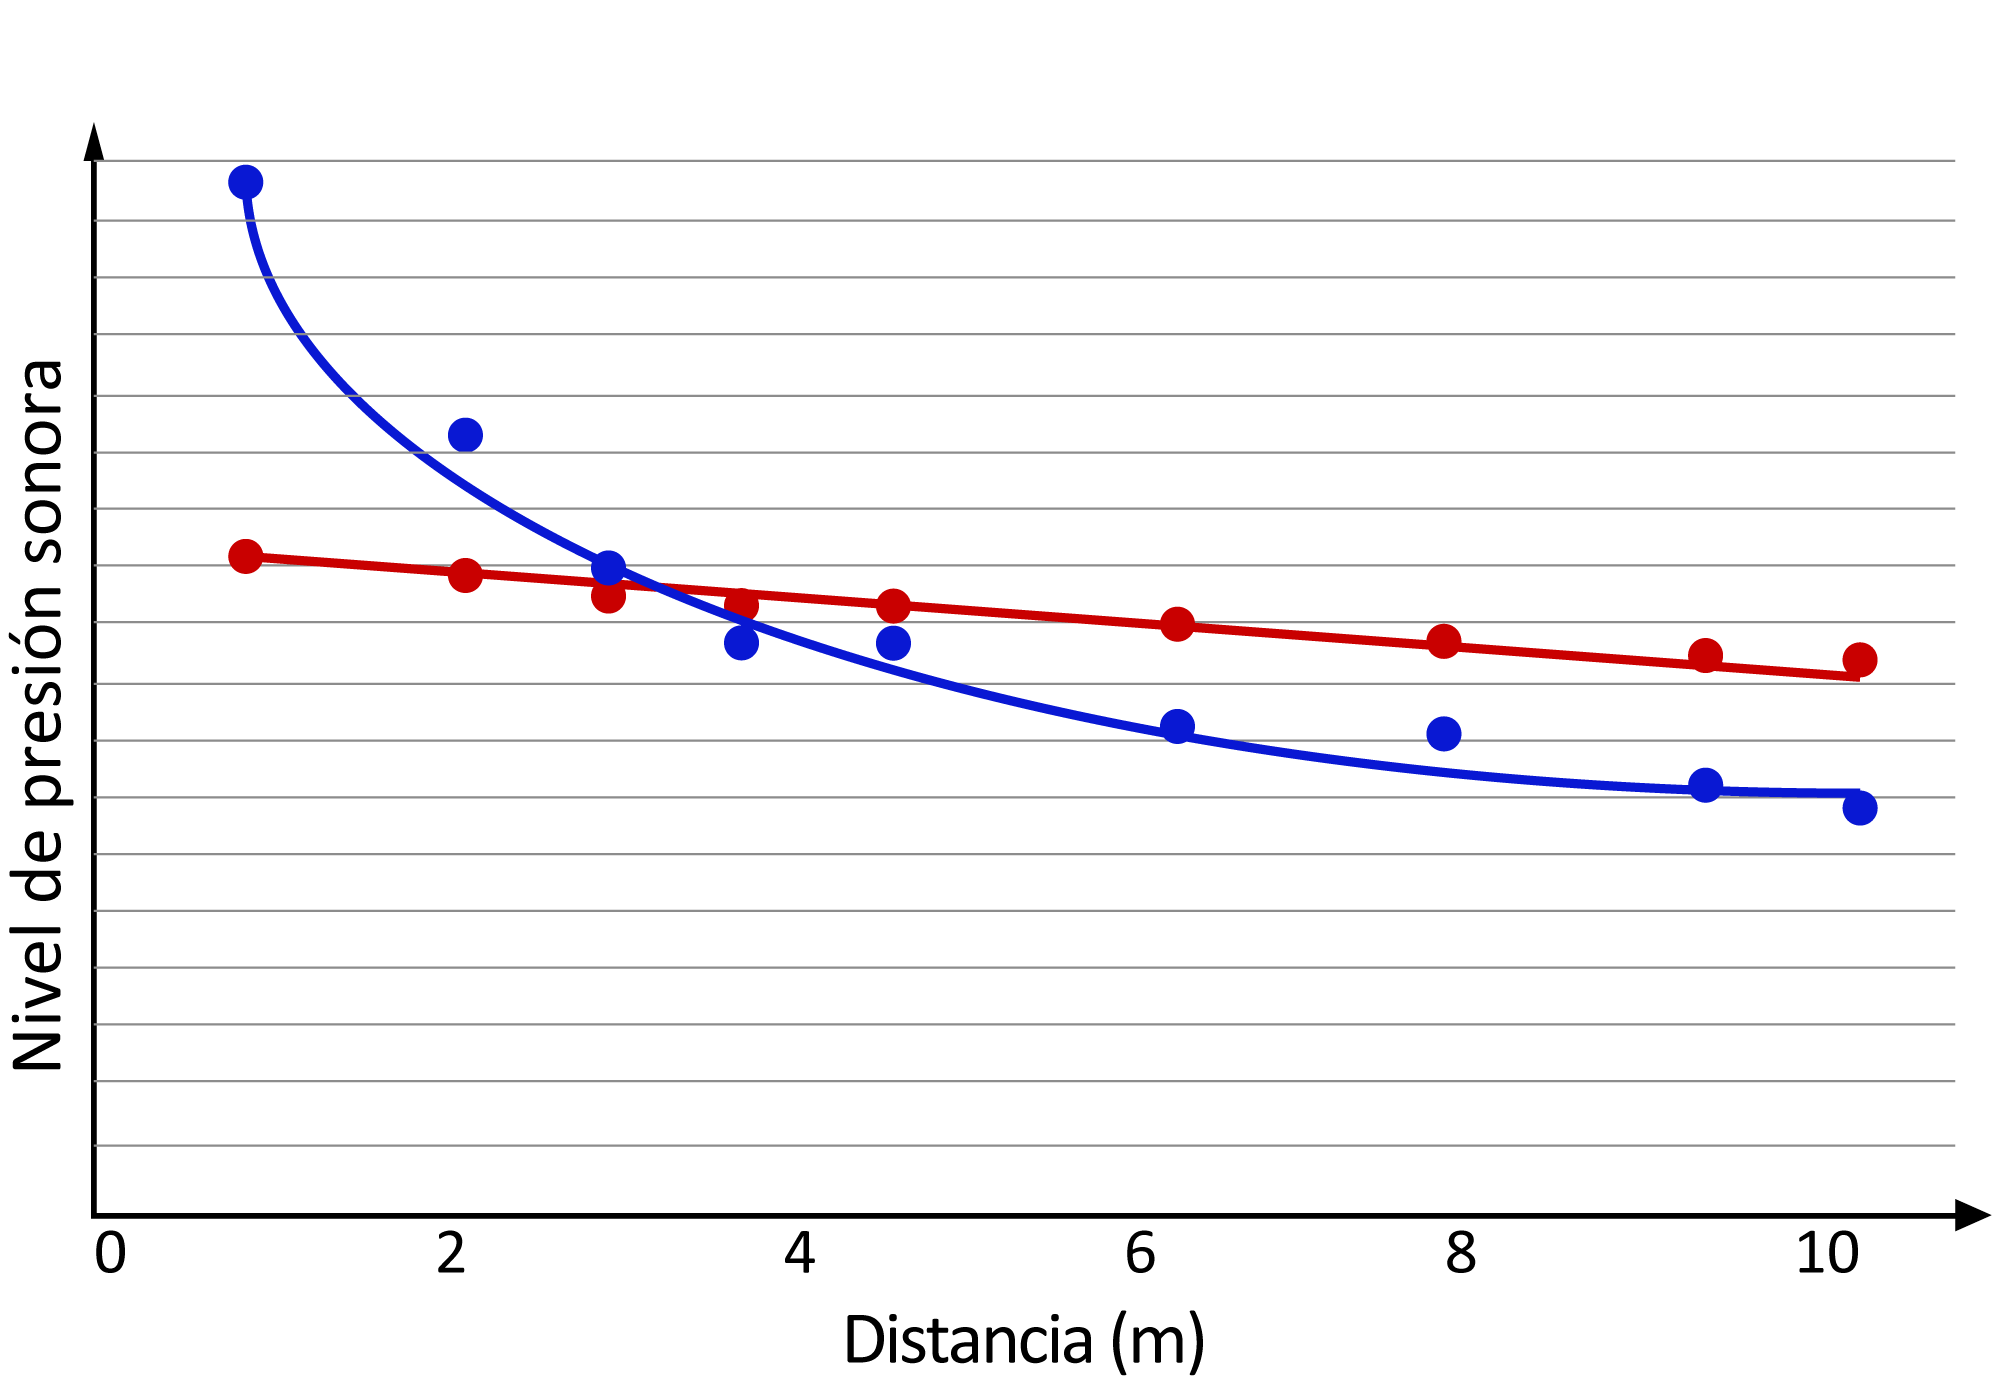 Nivel de presión sonora
0 2 4 6 8 10
Distancia (m)